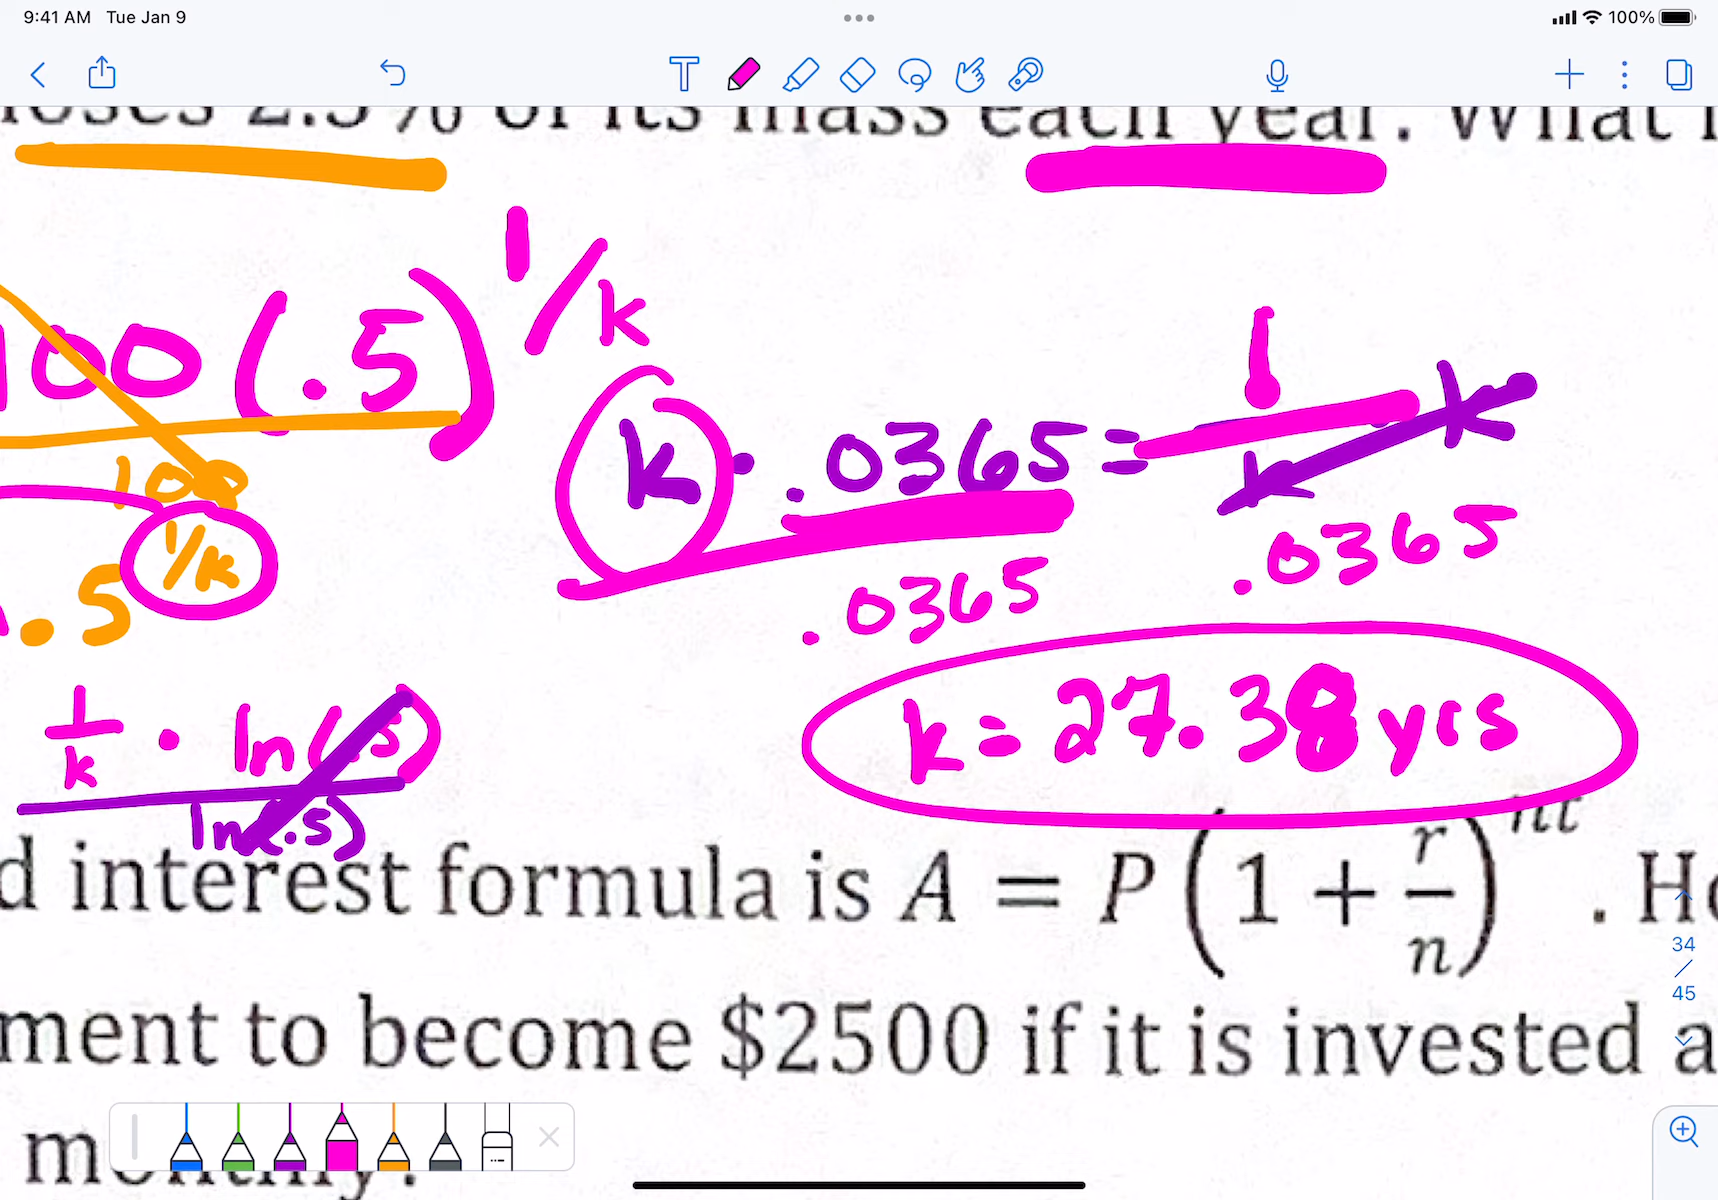 9:41 AM Tue Jan 9
100%
loses 2.5% of its mass each year. What
100 (.5)^1/k
100
.5^1/k
k · .0365 = 1/k k
.0365 .0365
k = 27.38 yrs
1/k · ln(.5)
ln(.5)
d interest formula is A = P(1 + r/n)^nt. Ho
ment to become $2500 if it is invested a
monthly?
34
/
45